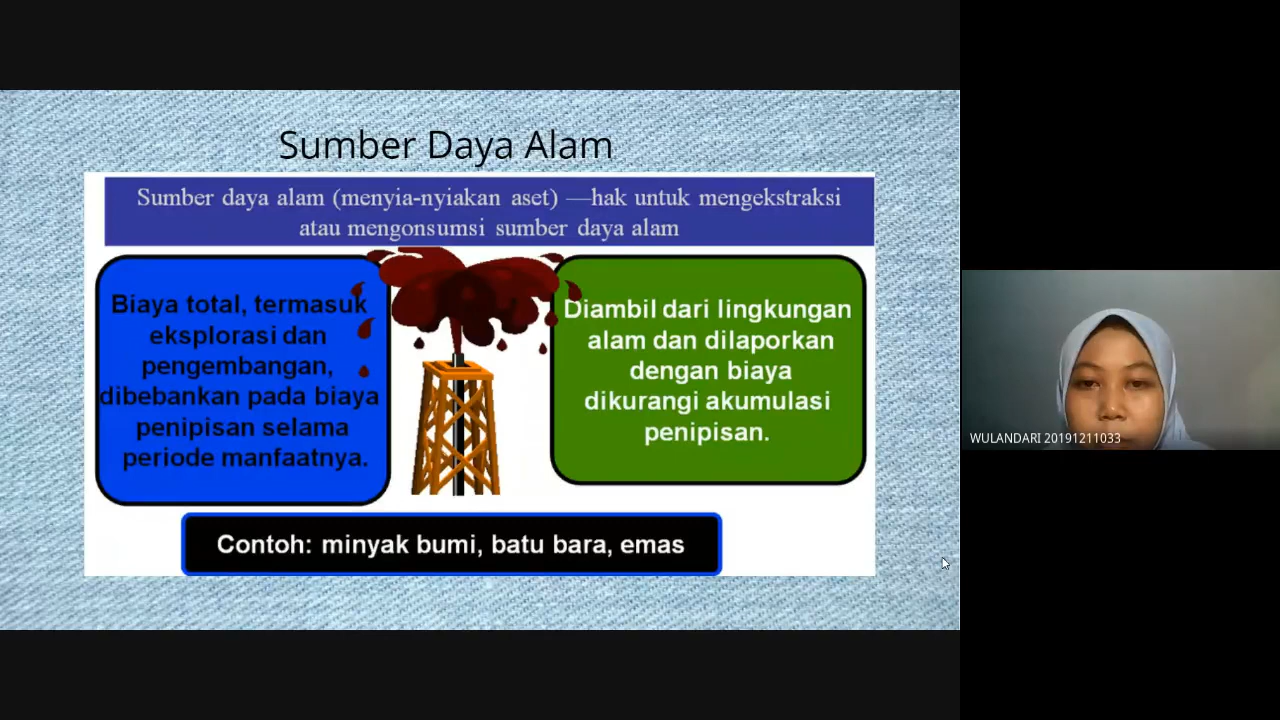 Sumber Daya Alam
Sumber daya alam (menyia-nyiakan aset) —hak untuk mengekstraksi
atau mengonsumsi sumber daya alam
Biaya total, termasuk
eksplorasi dan
pengembangan,
dibebankan pada biaya
penipisan selama
periode manfaatnya.
Diambil dari lingkungan
alam dan dilaporkan
dengan biaya
dikurangi akumulasi
penipisan.
Contoh: minyak bumi, batu bara, emas
WULANDARI 20191211033